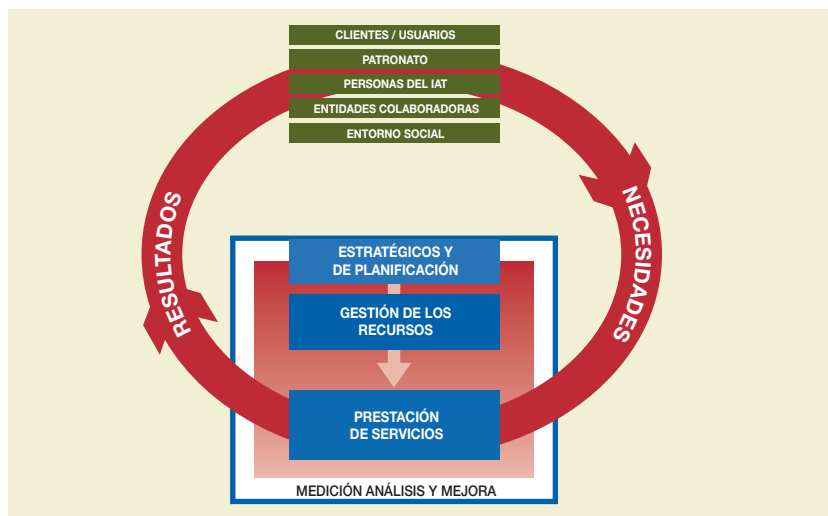 CLIENTES / USUARIOS
PATRONATO
PERSONAS DEL IAT
ENTIDADES COLABORADORAS
ENTORNO SOCIAL
RESULTADOS
NECESIDADES
ESTRATÉGICOS Y
DE PLANIFICACIÓN
GESTIÓN DE LOS
RECURSOS
PRESTACIÓN
DE SERVICIOS
MEDICIÓN ANÁLISIS Y MEJORA